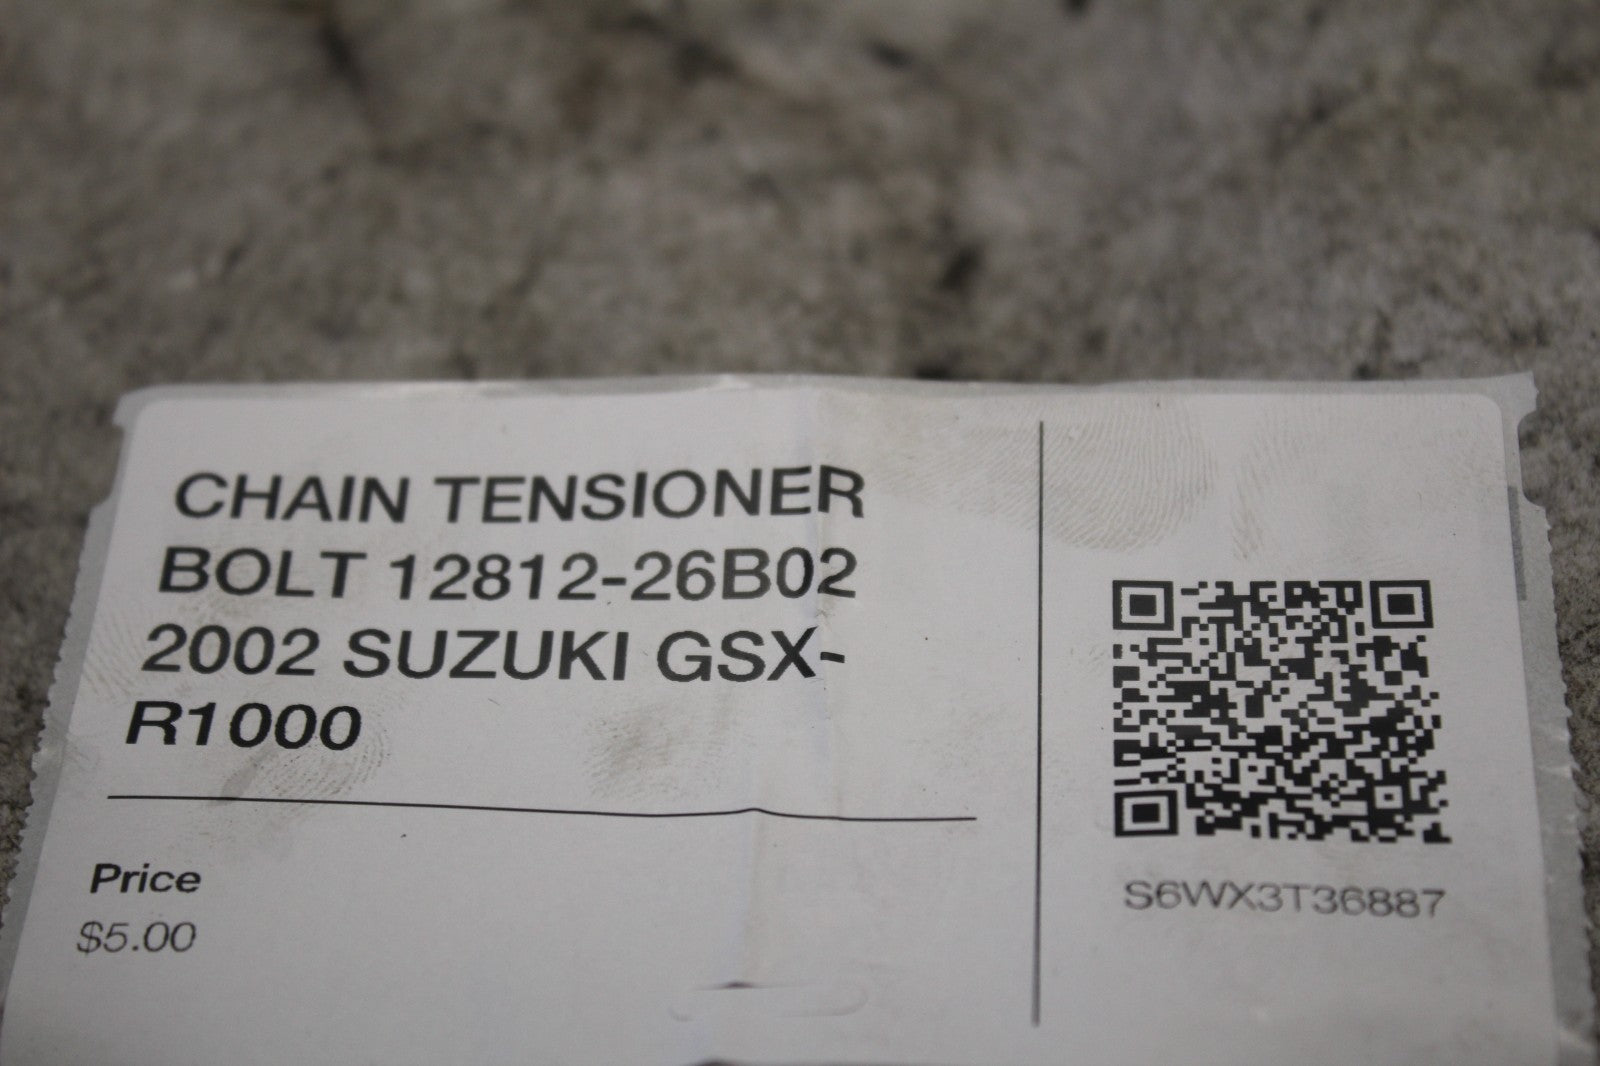 CHAIN TENSIONER
BOLT 12812-26B02
2002 SUZUKI GSX-
R1000
Price
$5.00
S6WX3T36887